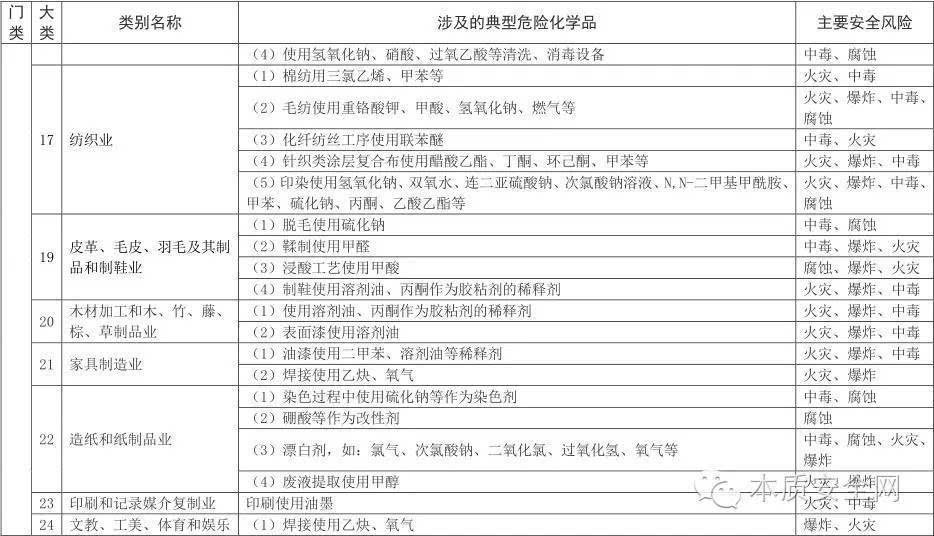 门类 大类 类别名称 涉及的典型危险化学品 主要安全风险
(4)使用氢氧化钠、硝酸、过氧乙酸等清洗、消毒设备 中毒、腐蚀
17 纺织业 (1)棉纺用三氯乙烯、甲苯等 火灾、中毒
(2)毛纺使用重铬酸钾、甲酸、氢氧化钠、燃气等 火灾、爆炸、中毒、
腐蚀
(3)化纤纺丝工序使用联苯醚 中毒、火灾
(4)针织类涂层复合布使用醋酸乙酯、丁酮、环己酮、甲苯等 火灾、爆炸、中毒
(5)印染使用氢氧化钠、双氧水、连二亚硫酸钠、次氯酸钠溶液、N,N-二甲基甲酰胺、 火灾、爆炸、中毒、
甲苯、硫化钠、丙酮、乙酸乙酯等 腐蚀
19 皮革、毛皮、羽毛及其制 (1)脱毛使用硫化钠 中毒、腐蚀
品和制鞋业 (2)鞣制使用甲醛 中毒、爆炸、火灾
(3)浸酸工艺使用甲酸 腐蚀、爆炸、火灾
(4)制鞋使用溶剂油、丙酮作为胶粘剂的稀释剂 火灾、爆炸、中毒
20 木材加工和木、竹、藤、 (1)使用溶剂油、丙酮作为胶粘剂的稀释剂 火灾、爆炸、中毒
棕、草制品业 (2)表面漆使用溶剂油 火灾、爆炸、中毒
21 家具制造业 (1)油漆使用二甲苯、溶剂油等稀释剂 火灾、爆炸、中毒
(2)焊接使用乙炔、氧气 火灾、爆炸
22 造纸和纸制品业 (1)染色过程中使用硫化钠等作为染色剂 中毒、腐蚀
(2)硼酸等作为改性剂 腐蚀
(3)漂白剂，如：氯气、次氯酸钠、二氧化氯、过氧化氢、氧气等 中毒、腐蚀、火灾、
爆炸
(4)废液提取使用甲醇 火灾、爆炸
23 印刷和记录媒介复制业 印刷使用油墨 火灾、中毒
24 文教、工美、体育和娱乐 (1)焊接使用乙炔、氧气 爆炸、火灾
本质安全网